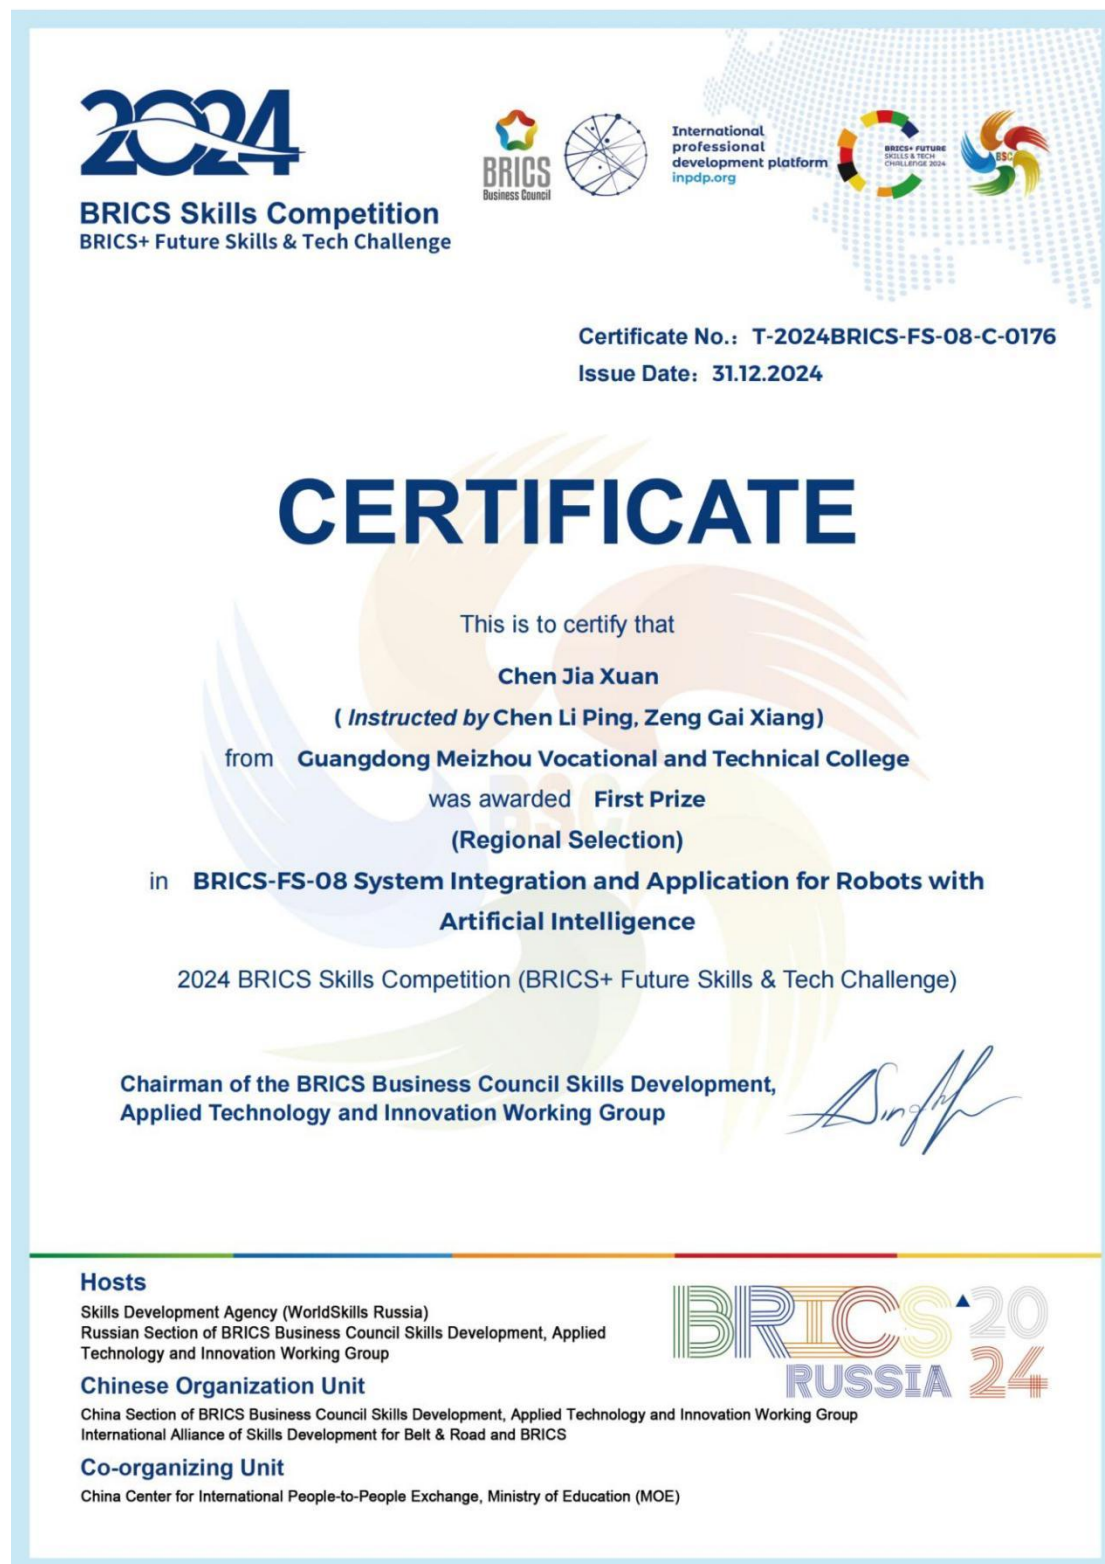 2024
BRICS Skills Competition
BRICS+ Future Skills & Tech Challenge
BRICS
Business Council
International
professional
development platform
inpdp.org
BRICS+ FUTURE
SKILLS & TECH
CHALLENGE 2024
BSC
Certificate No.: T-2024BRICS-FS-08-C-0176
Issue Date: 31.12.2024
CERTIFICATE
This is to certify that
Chen Jia Xuan
( Instructed by Chen Li Ping, Zeng Gai Xiang)
from Guangdong Meizhou Vocational and Technical College
was awarded First Prize
BSC
(Regional Selection)
in BRICS-FS-08 System Integration and Application for Robots with
Artificial Intelligence
2024 BRICS Skills Competition (BRICS+ Future Skills & Tech Challenge)
Chairman of the BRICS Business Council Skills Development,
Applied Technology and Innovation Working Group
Hosts
Skills Development Agency (WorldSkills Russia)
Russian Section of BRICS Business Council Skills Development, Applied
Technology and Innovation Working Group
BRICS 20
RUSSIA 24
Chinese Organization Unit
China Section of BRICS Business Council Skills Development, Applied Technology and Innovation Working Group
International Alliance of Skills Development for Belt & Road and BRICS
Co-organizing Unit
China Center for International People-to-People Exchange, Ministry of Education (MOE)